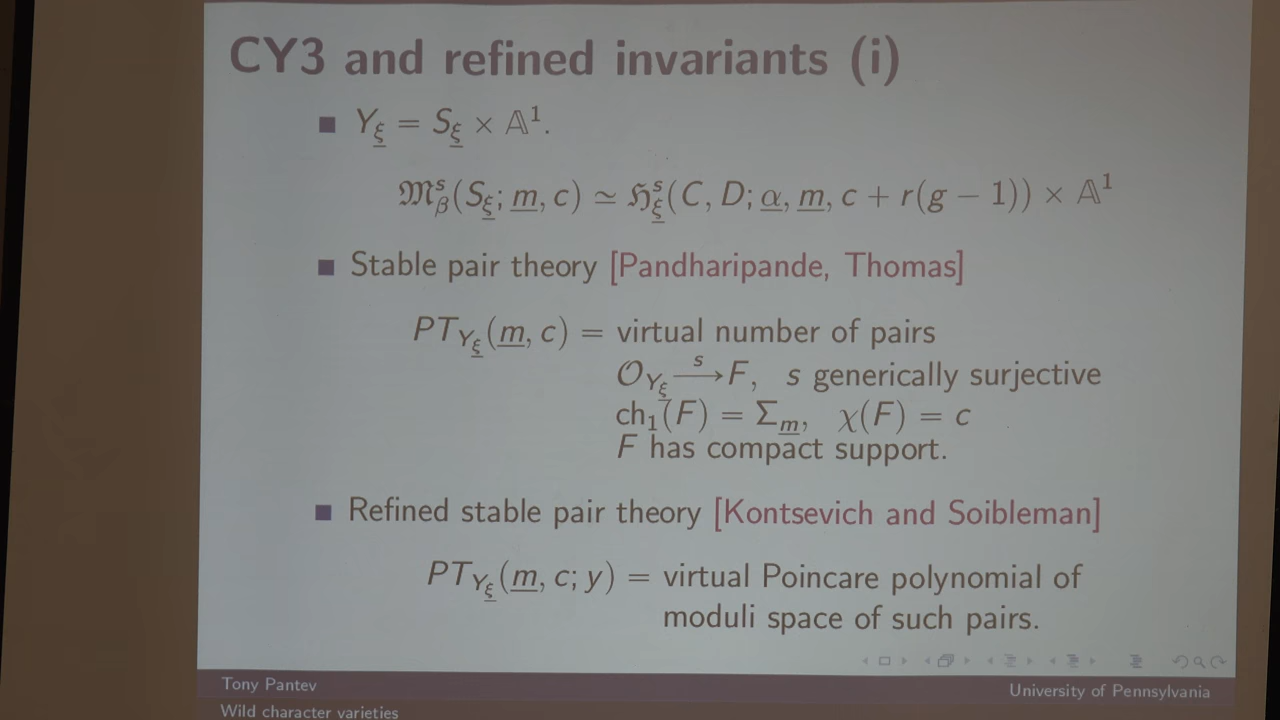 CY3 and refined invariants (i)
Y_ξ = S_ξ × 𝔸¹.
𝔐ˢ_β(S_ξ; m, c) ≃ ℌˢ_ξ(C, D; α, m, c + r(g − 1)) × 𝔸¹
Stable pair theory [Pandharipande, Thomas]
PT_{Y_ξ}(m, c) = virtual number of pairs
𝒪_{Y_ξ} —s→ F, s generically surjective
ch₁(F) = Σ_m, χ(F) = c
F has compact support.
Refined stable pair theory [Kontsevich and Soibleman]
PT_{Y_ξ}(m, c; y) = virtual Poincare polynomial of
moduli space of such pairs.
Tony Pantev University of Pennsylvania
Wild character varieties